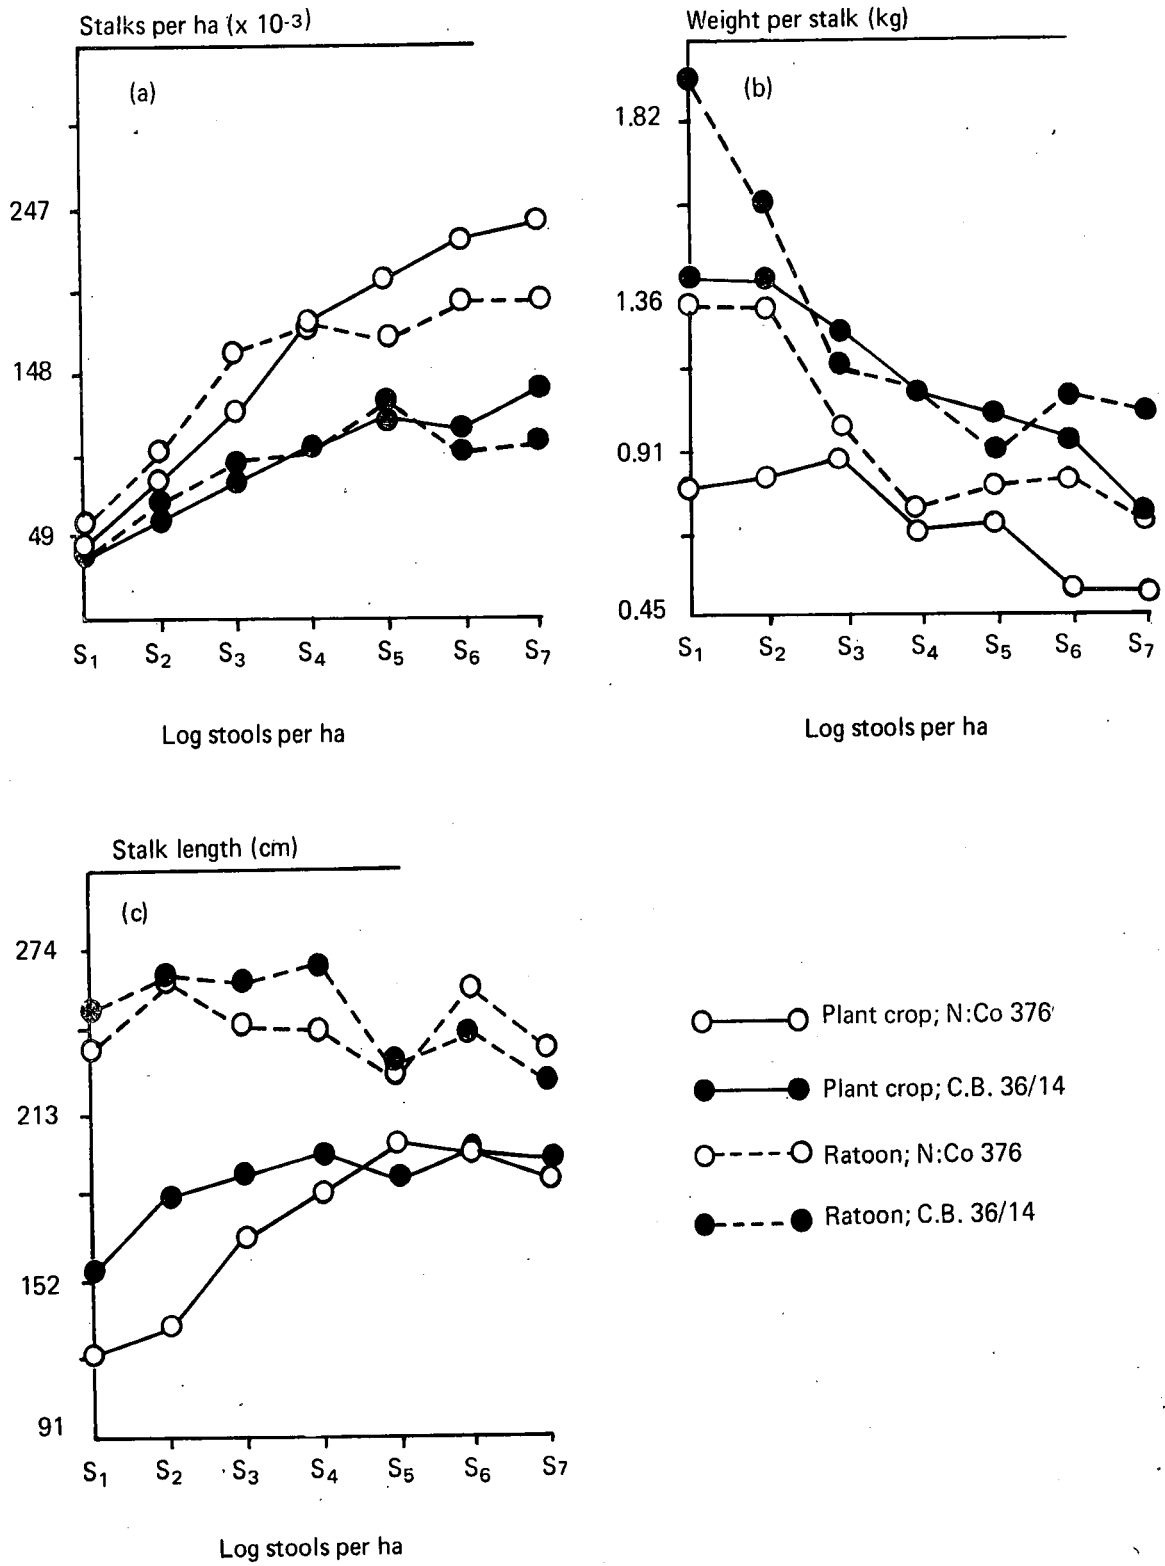 Stalks per ha (x 10-3)
(a)
247
148
49
S1 S2 S3 S4 S5 S6 S7
Log stools per ha
Weight per stalk (kg)
(b)
1.82
1.36
0.91
0.45
S1 S2 S3 S4 S5 S6 S7
Log stools per ha
Stalk length (cm)
(c)
274
213
152
91
S1 S2 S3 S4 S5 S6 S7
Log stools per ha
Plant crop; N:Co 376
Plant crop; C.B. 36/14
Ratoon; N:Co 376
Ratoon; C.B. 36/14